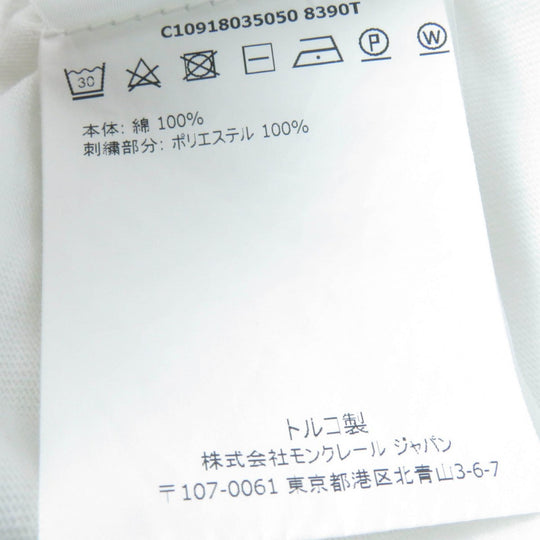 C10918035050 8390T
30 P W
本体: 綿 100%
刺繍部分: ポリエステル 100%
トルコ製
株式会社モンクレール ジャパン
〒107-0061 東京都港区北青山3-6-7